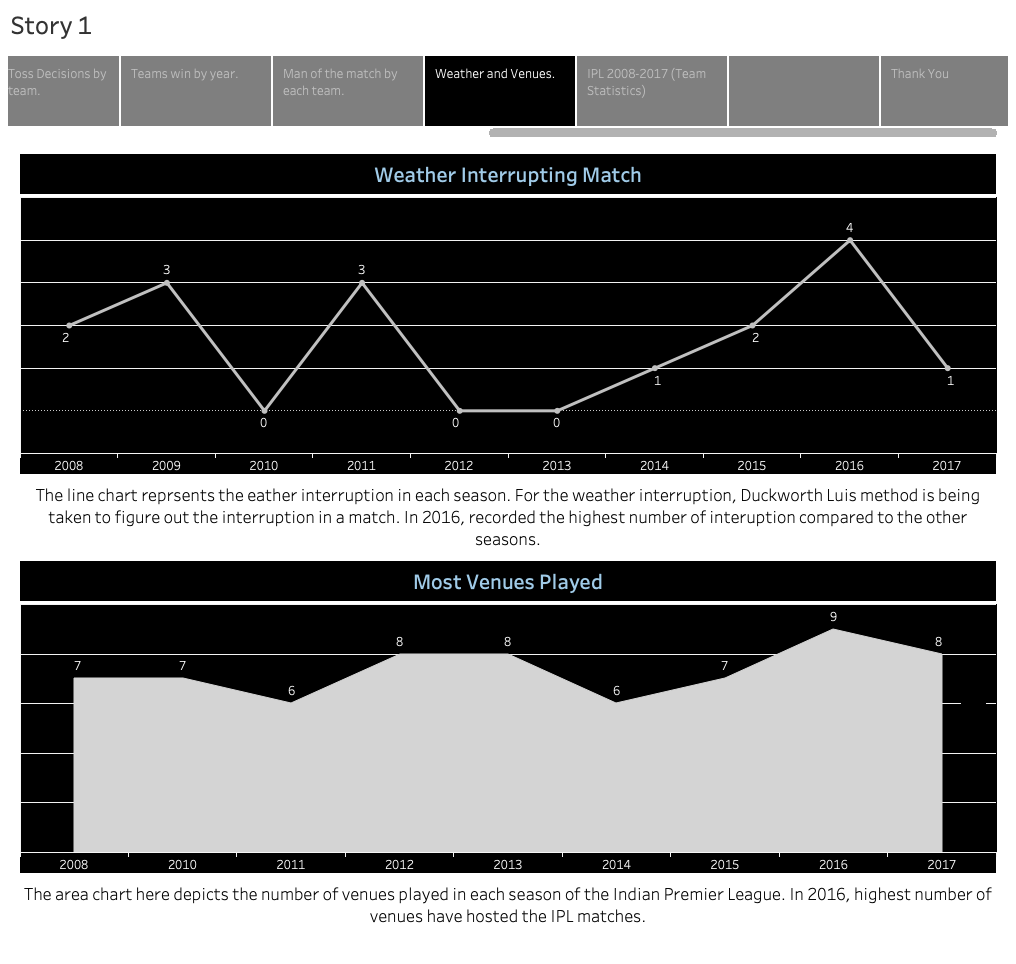 Story 1
Toss Decisions by
team.
Teams win by year.
Man of the match by
each team.
Weather and Venues.
IPL 2008-2017 (Team
Statistics)
Thank You
Weather Interrupting Match
2
3
0
3
0
0
1
2
4
1
2008 2009 2010 2011 2012 2013 2014 2015 2016 2017
The line chart reprsents the eather interruption in each season. For the weather interruption, Duckworth Luis method is being
taken to figure out the interruption in a match. In 2016, recorded the highest number of interuption compared to the other
seasons.
Most Venues Played
7
7
6
8
8
6
7
9
8
2008 2010 2011 2012 2013 2014 2015 2016 2017
The area chart here depicts the number of venues played in each season of the Indian Premier League. In 2016, highest number of
venues have hosted the IPL matches.